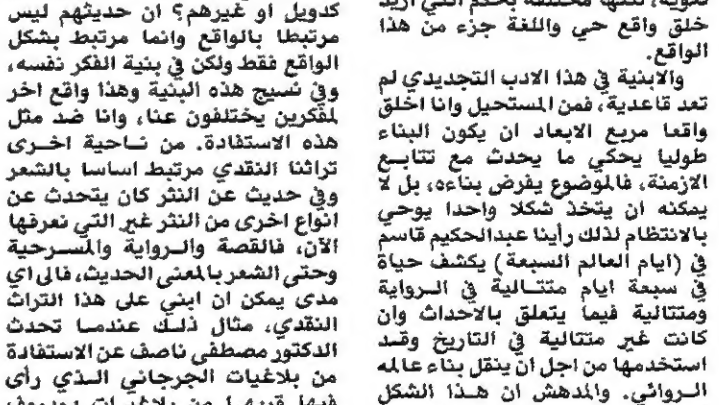 لغوية، لكنها مختلفة بحكم انني اريد
خلق واقع حي واللغة جزء من هذا
الواقع.
والابنية في هذا الادب التجديدي لم
تعد قاعدية، فمن المستحيل وانا اخلق
واقعا مربع الابعاد ان يكون البناء
طوليا يحكي ما يحدث مع تتابع
الازمنة، فالموضوع يفرض بناءه، بل لا
يمكنه ان يتخذ شكلا واحدا يوحي
بالانتظام لذلك رأينا عبدالحكيم قاسم
في (ايام العالم السبعة) يكشف حياة
في سبعة ايام متتالية في الرواية
ومتتالية فيما يتعلق بالاحداث وان
كانت غير متتالية في التاريخ وقد
استخدمها من اجل ان ينقل بناء عالمه
الروائي. والمدهش ان هذا الشكل
كدويل او غيرهم؟ ان حديثهم ليس
مرتبطا بالواقع وانما مرتبط بشكل
الواقع فقط ولكن في بنية الفكر نفسه،
وفي نسيج هذه البنية وهذا واقع اخر
لمفكرين يختلفون عنا، وانا ضد مثل
هذه الاستفادة. من ناحية اخرى
تراثنا النقدي مرتبط اساسا بالشعر
وفي حديث عن النثر كان يتحدث عن
انواع اخرى من النثر غير التي نعرفها
الآن، فالقصة والرواية والمسرحية
وحتى الشعر بالمعنى الحديث، فالى اي
مدى يمكن ان ابني على هذا التراث
النقدي، مثال ذلك عندما تحدث
الدكتور مصطفى ناصف عن الاستفادة
من بلاغيات الجرجاني الذي رأى
فيها من بلاغيات